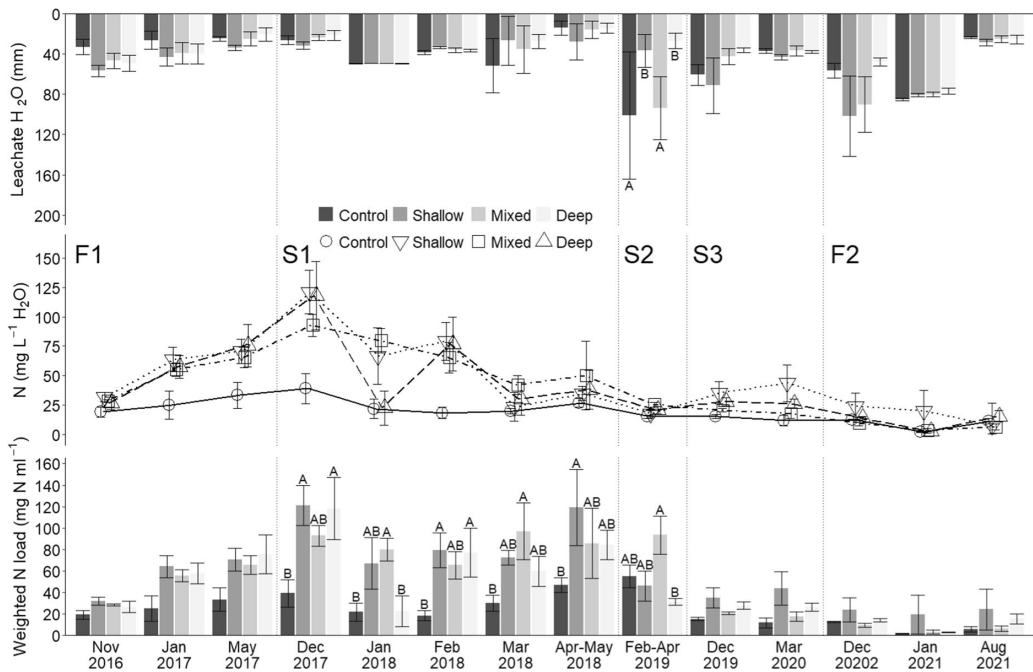 Leachate H2O (mm)
0
40
80
120
160
200
A
B
A
B
Control Shallow Mixed Deep
Control Shallow Mixed Deep
F1 S1 S2 S3 F2
N (mg L−1 H2O)
150
125
100
75
50
25
0
Weighted N load (mg N ml−1)
160
140
120
100
80
60
40
20
0
B A AB A
B AB A B
B A AB A
B AB A AB
B A AB AB
AB AB A B
Nov Jan May Dec Jan Feb Mar Apr-May Feb-Apr Dec Mar Dec Jan Aug
2016 2017 2017 2017 2018 2018 2018 2018 2019 2019 2020 20202 2021 2021